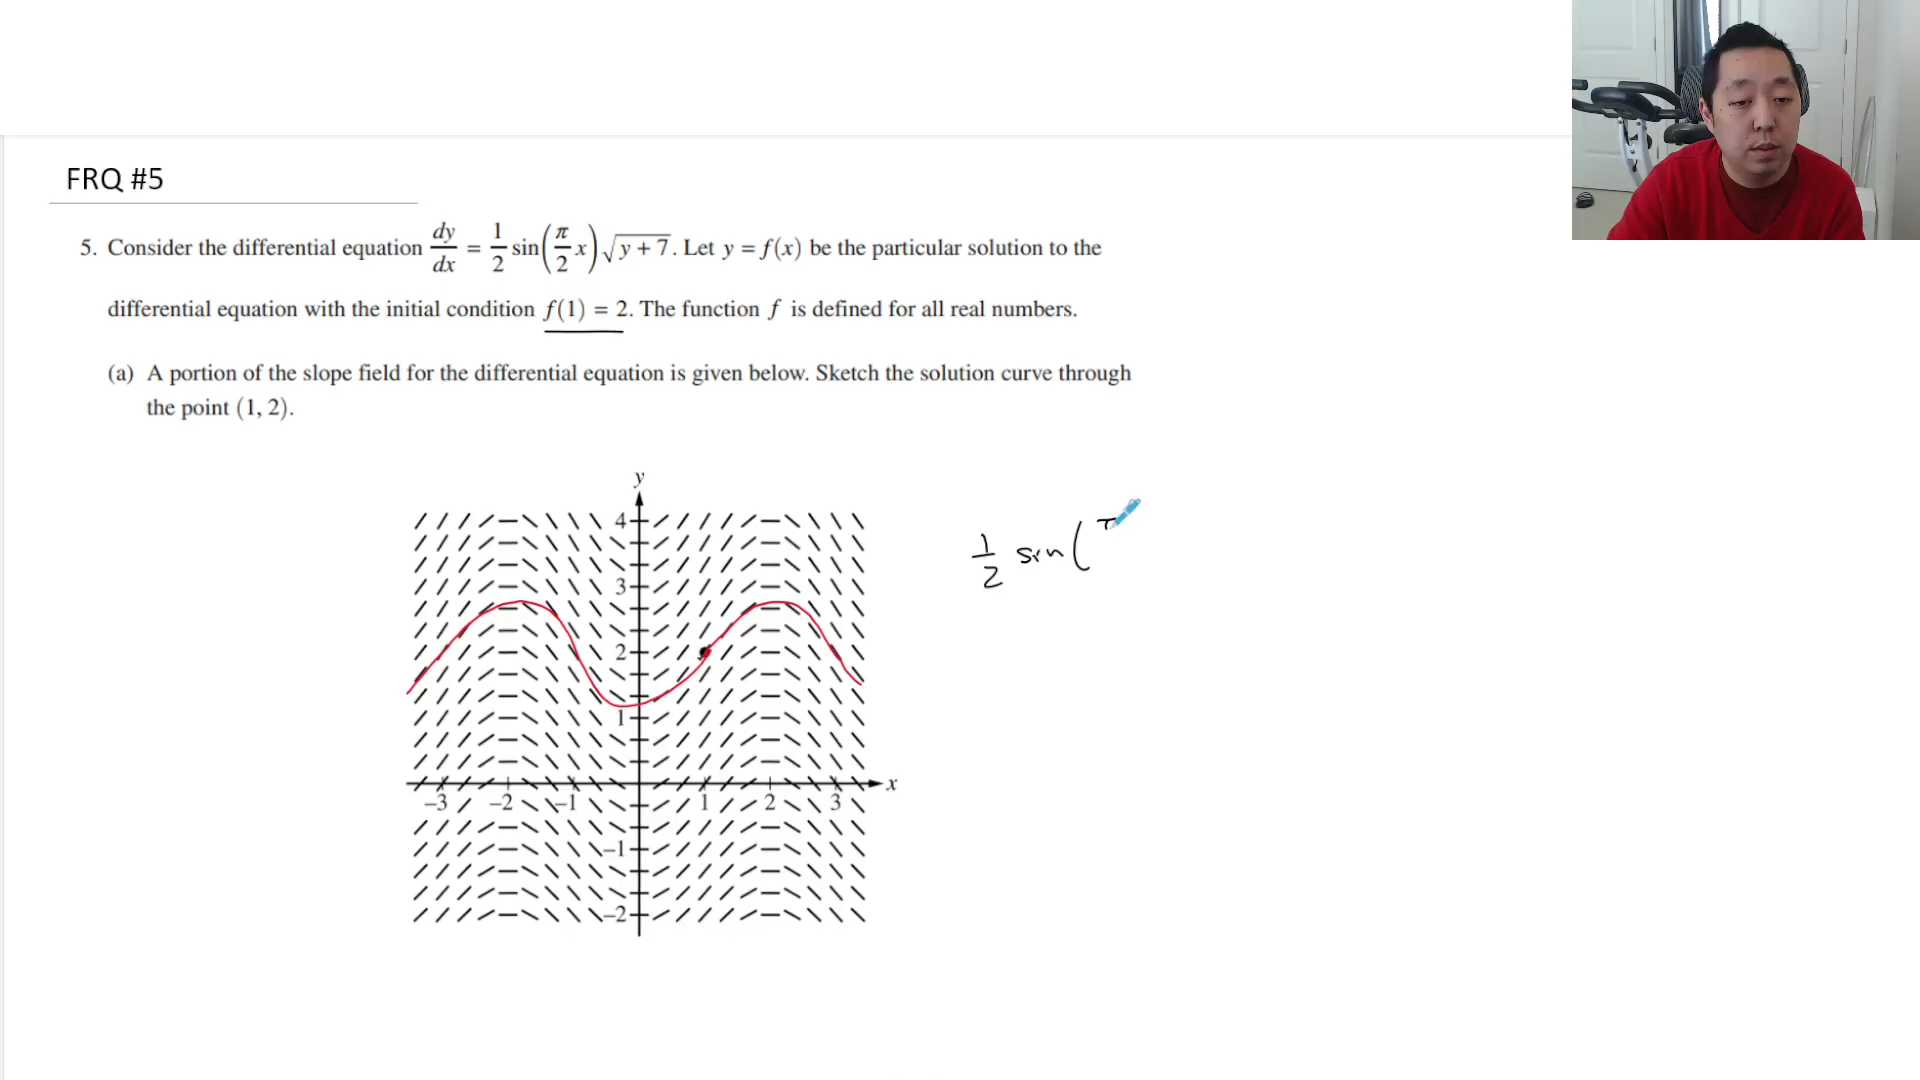 FRQ #5
5. Consider the differential equation dy/dx = 1/2 sin(π/2 x)√(y + 7). Let y = f(x) be the particular solution to the
differential equation with the initial condition f(1) = 2. The function f is defined for all real numbers.
(a) A portion of the slope field for the differential equation is given below. Sketch the solution curve through
the point (1, 2).
y
4
3
1/2 sin(π
2
1
x
–3 –2 –1 1 2 3
–1
–2